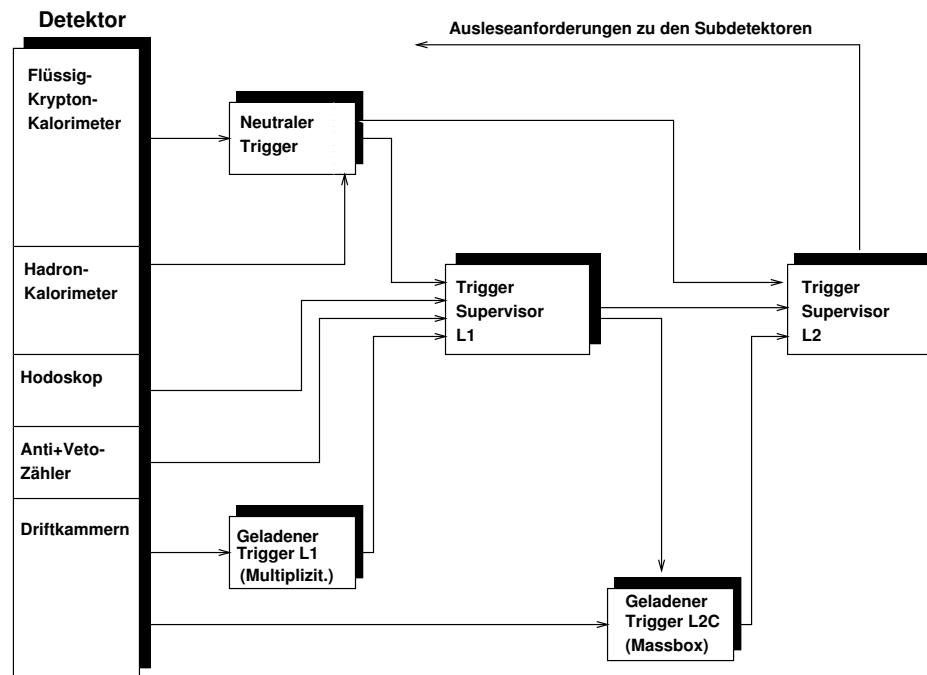 Detektor
Ausleseanforderungen zu den Subdetektoren
Flüssig-
Krypton-
Kalorimeter
Neutraler
Trigger
Hadron-
Kalorimeter
Trigger
Supervisor
L1
Trigger
Supervisor
L2
Hodoskop
Anti+Veto-
Zähler
Driftkammern
Geladener
Trigger L1
(Multiplizit.)
Geladener
Trigger L2C
(Massbox)